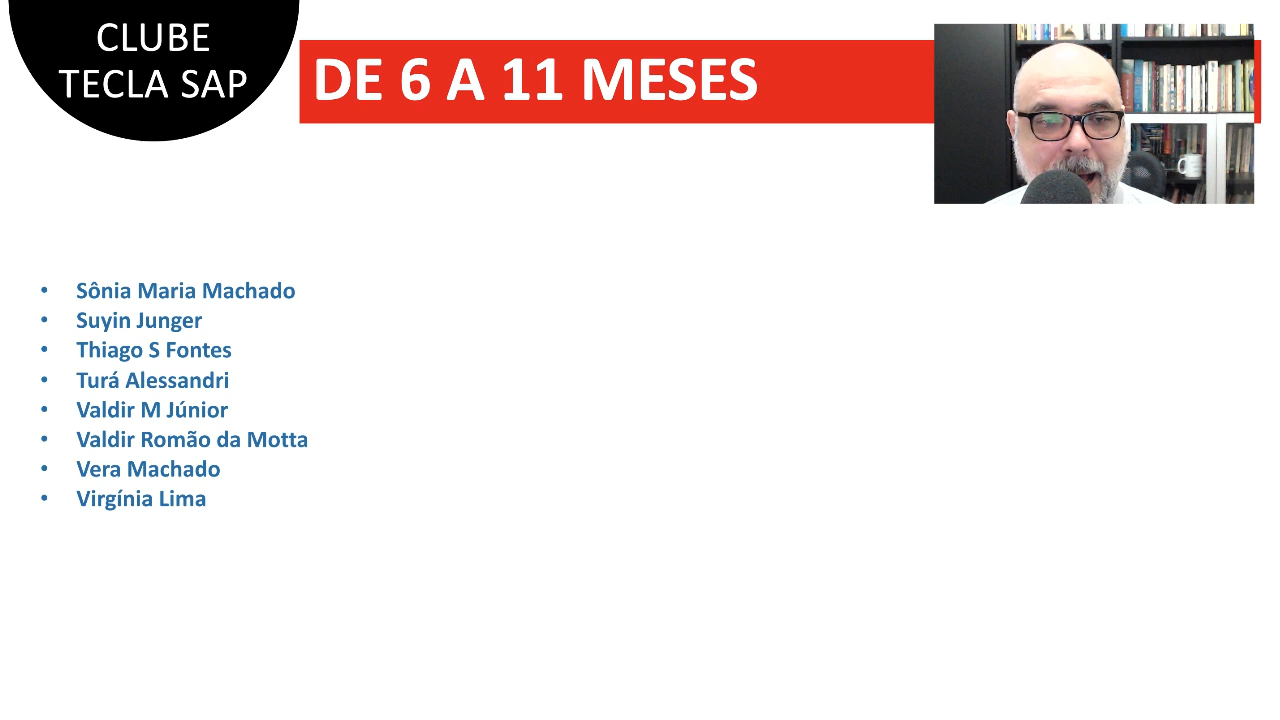 CLUBE
TECLA SAP
DE 6 A 11 MESES
• Sônia Maria Machado
• Suyin Junger
• Thiago S Fontes
• Turá Alessandri
• Valdir M Júnior
• Valdir Romão da Motta
• Vera Machado
• Virgínia Lima